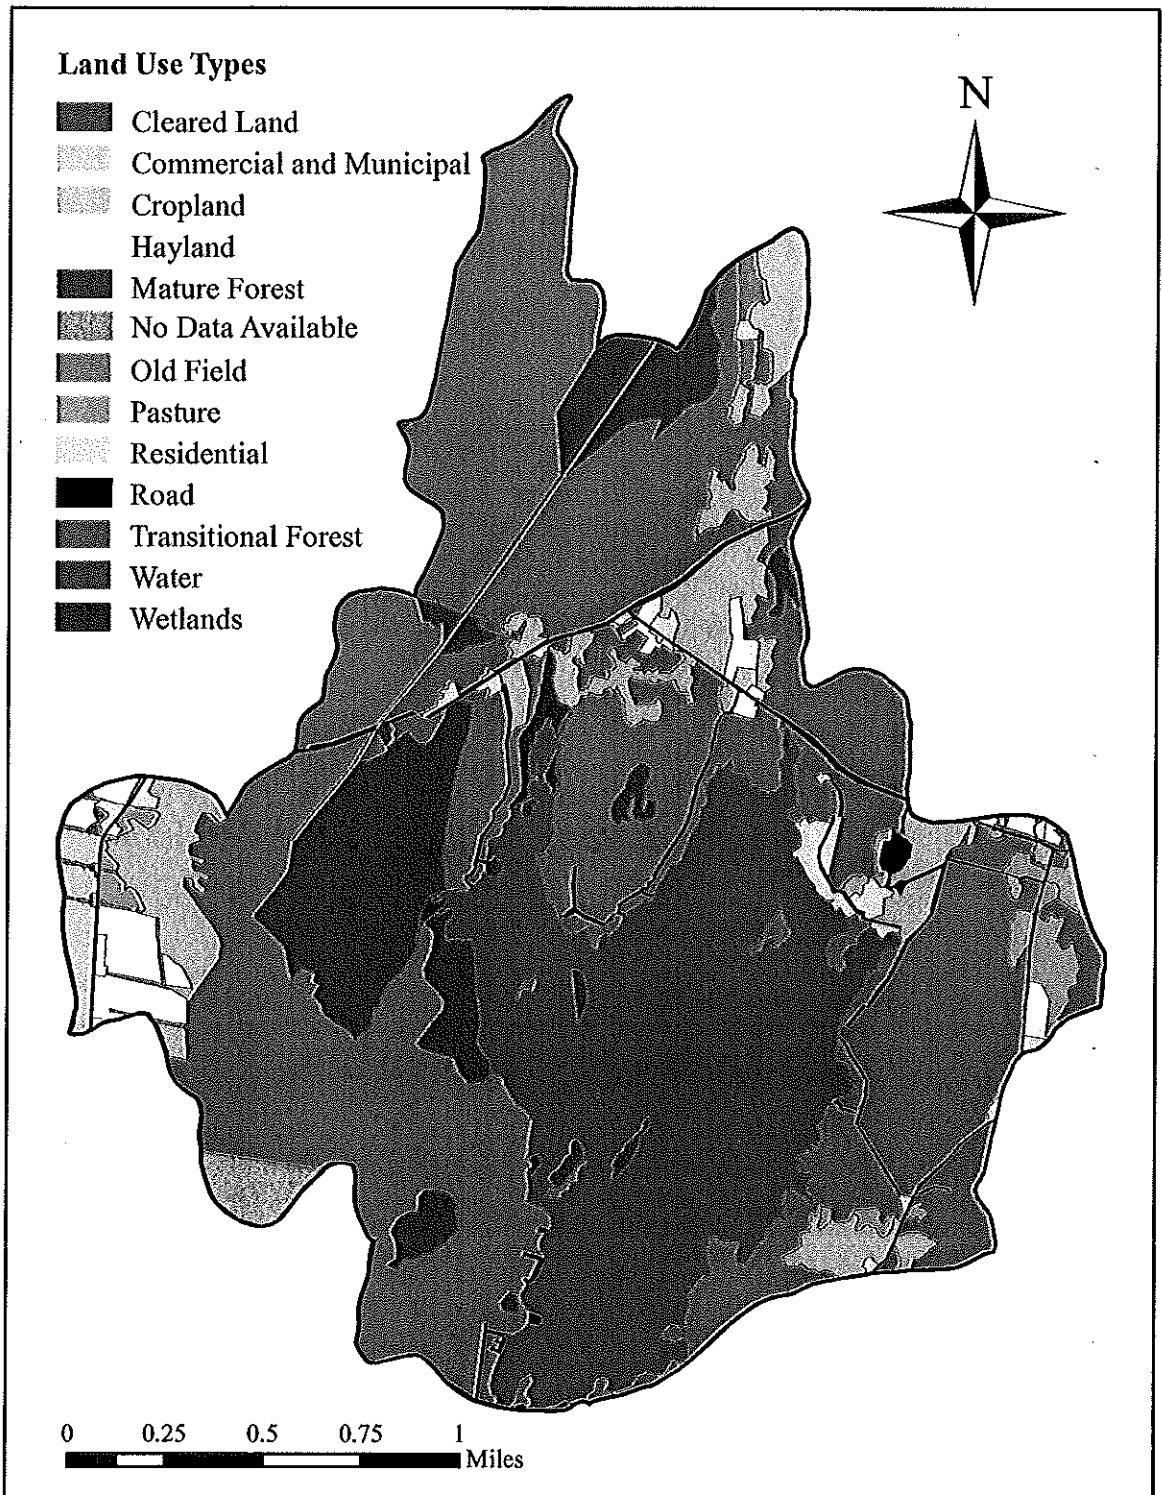 Land Use Types
N
Cleared Land
Commercial and Municipal
Cropland
Hayland
Mature Forest
No Data Available
Old Field
Pasture
Residential
Road
Transitional Forest
Water
Wetlands
0 0.25 0.5 0.75 1
Miles